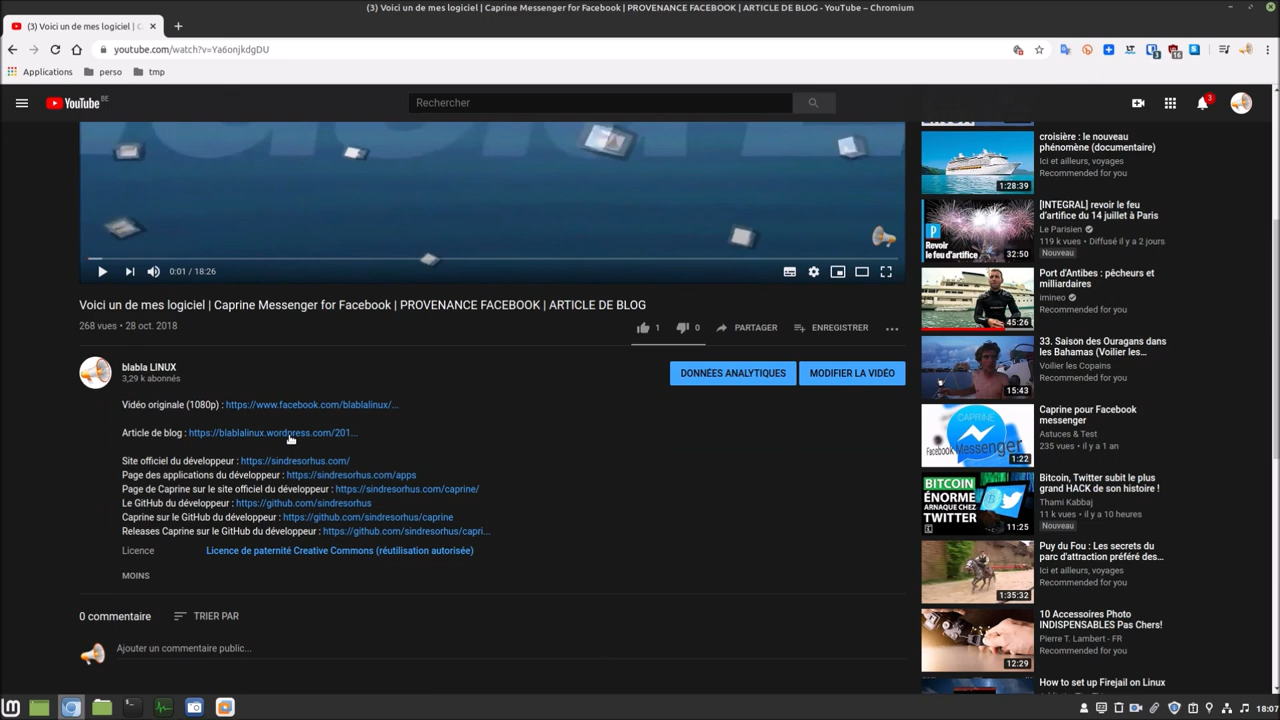 (3) Voici un de mes logiciel | Caprine Messenger for Facebook | PROVENANCE FACEBOOK | ARTICLE DE BLOG - YouTube – Chromium
(3) Voici un de mes logiciel | C
youtube.com/watch?v=Ya6onjkdgDU
Applications
perso
tmp
YouTube BE
Rechercher
3
croisière : le nouveau
phénomène (documentaire)
Ici et ailleurs, voyages
Recommended for you
1:28:39
[INTEGRAL] revoir le feu
d'artifice du 14 juillet à Paris
Le Parisien
119 k vues • Diffusé il y a 2 jours
Nouveau
Revoir
le feu d'artifice
32:50
Port d'Antibes : pêcheurs et
milliardaires
imineo
Recommended for you
45:26
33. Saison des Ouragans dans
les Bahamas (Voilier les...
Voilier les Copains
Recommended for you
15:43
Caprine pour Facebook
messenger
Astuces & Test
235 vues • il y a 1 an
CAPRINE
Facebook Messenger
1:22
Bitcoin, Twitter subit le plus
grand HACK de son histoire !
Thami Kabbaj
11 k vues • il y a 10 heures
Nouveau
BITCOIN
ÉNORME
ARNAQUE CHEZ
TWITTER
11:25
Puy du Fou : Les secrets du
parc d'attraction préféré des...
Ici et ailleurs, voyages
Recommended for you
1:35:32
10 Accessoires Photo
INDISPENSABLES Pas Chers!
Pierre T. Lambert - FR
Recommended for you
12:29
How to set up Firejail on Linux
0:01 / 18:26
Voici un de mes logiciel | Caprine Messenger for Facebook | PROVENANCE FACEBOOK | ARTICLE DE BLOG
268 vues • 28 oct. 2018
1
0
PARTAGER
ENREGISTRER
blabla LINUX
3,29 k abonnés
DONNÉES ANALYTIQUES
MODIFIER LA VIDÉO
Vidéo originale (1080p) : https://www.facebook.com/blablalinux/...
Article de blog : https://blablalinux.wordpress.com/201...
Site officiel du développeur : https://sindresorhus.com/
Page des applications du développeur : https://sindresorhus.com/apps
Page de Caprine sur le site officiel du développeur : https://sindresorhus.com/caprine/
Le GitHub du développeur : https://github.com/sindresorhus
Caprine sur le GitHub du développeur : https://github.com/sindresorhus/caprine
Releases Caprine sur le GitHub du développeur : https://github.com/sindresorhus/capri...
Licence
Licence de paternité Creative Commons (réutilisation autorisée)
MOINS
0 commentaire
TRIER PAR
Ajouter un commentaire public...
18:07